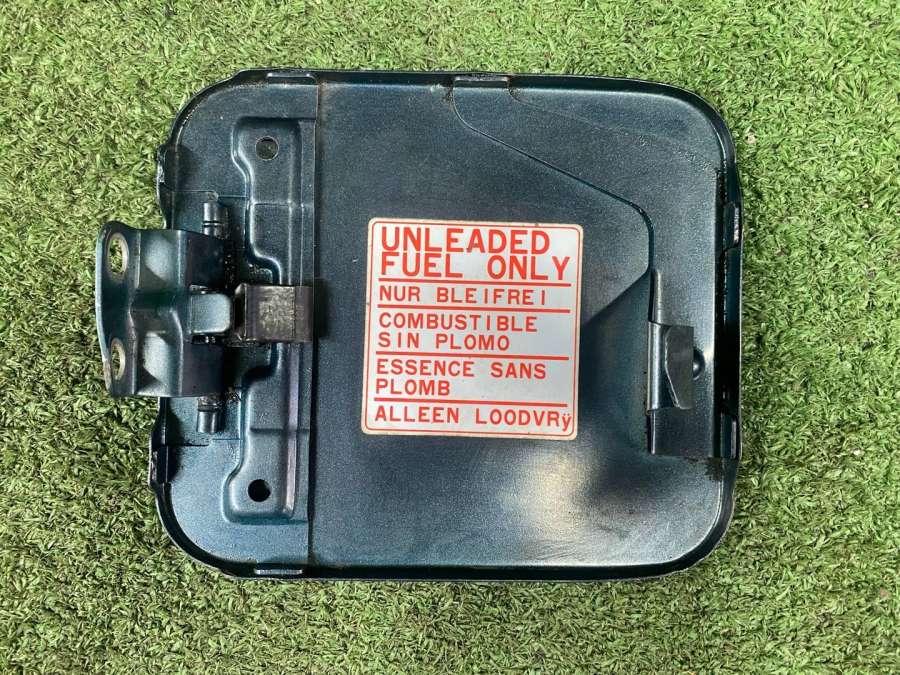 UNLEADED
FUEL ONLY
NUR BLEIFREI
COMBUSTIBLE
SIN PLOMO
ESSENCE SANS
PLOMB
ALLEEN LOODVRÿ